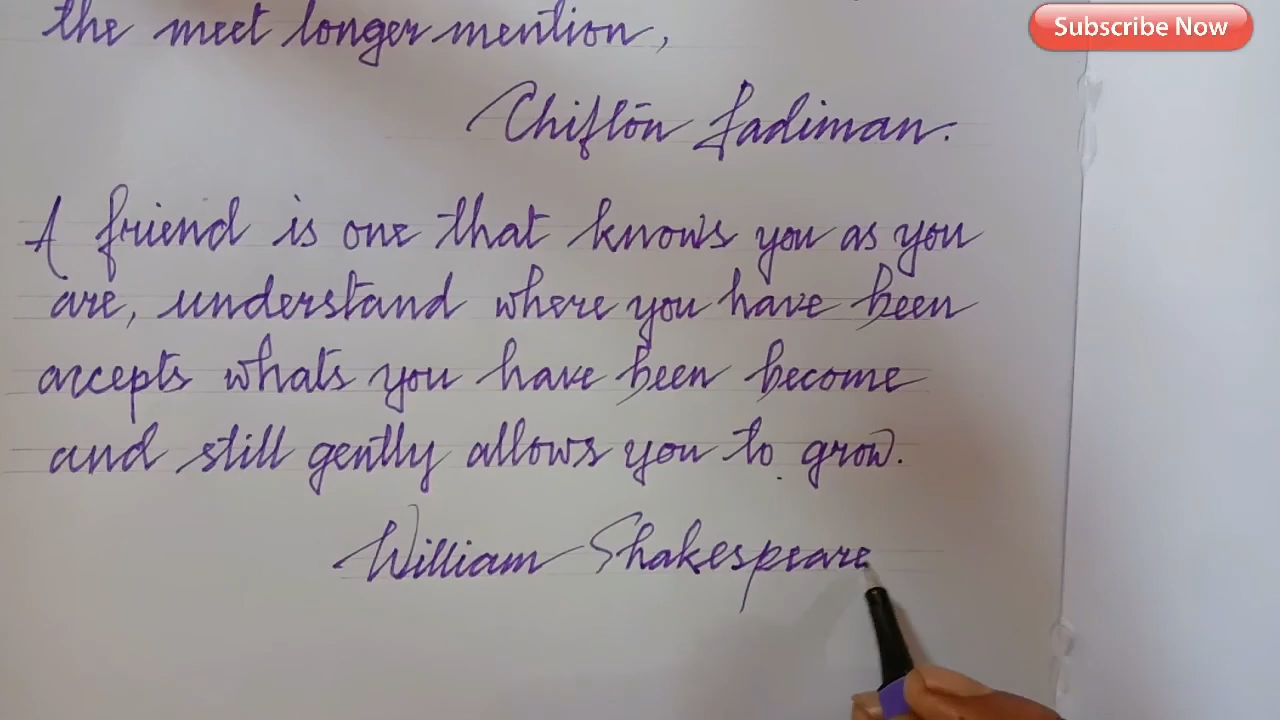 Subscribe Now
the meet longer mention,
Chifton Fadiman.
A friend is one that knows you as you
are, understand where you have been
accepts whats you have been become
and still gently allows you to grow.
William Shakespeare